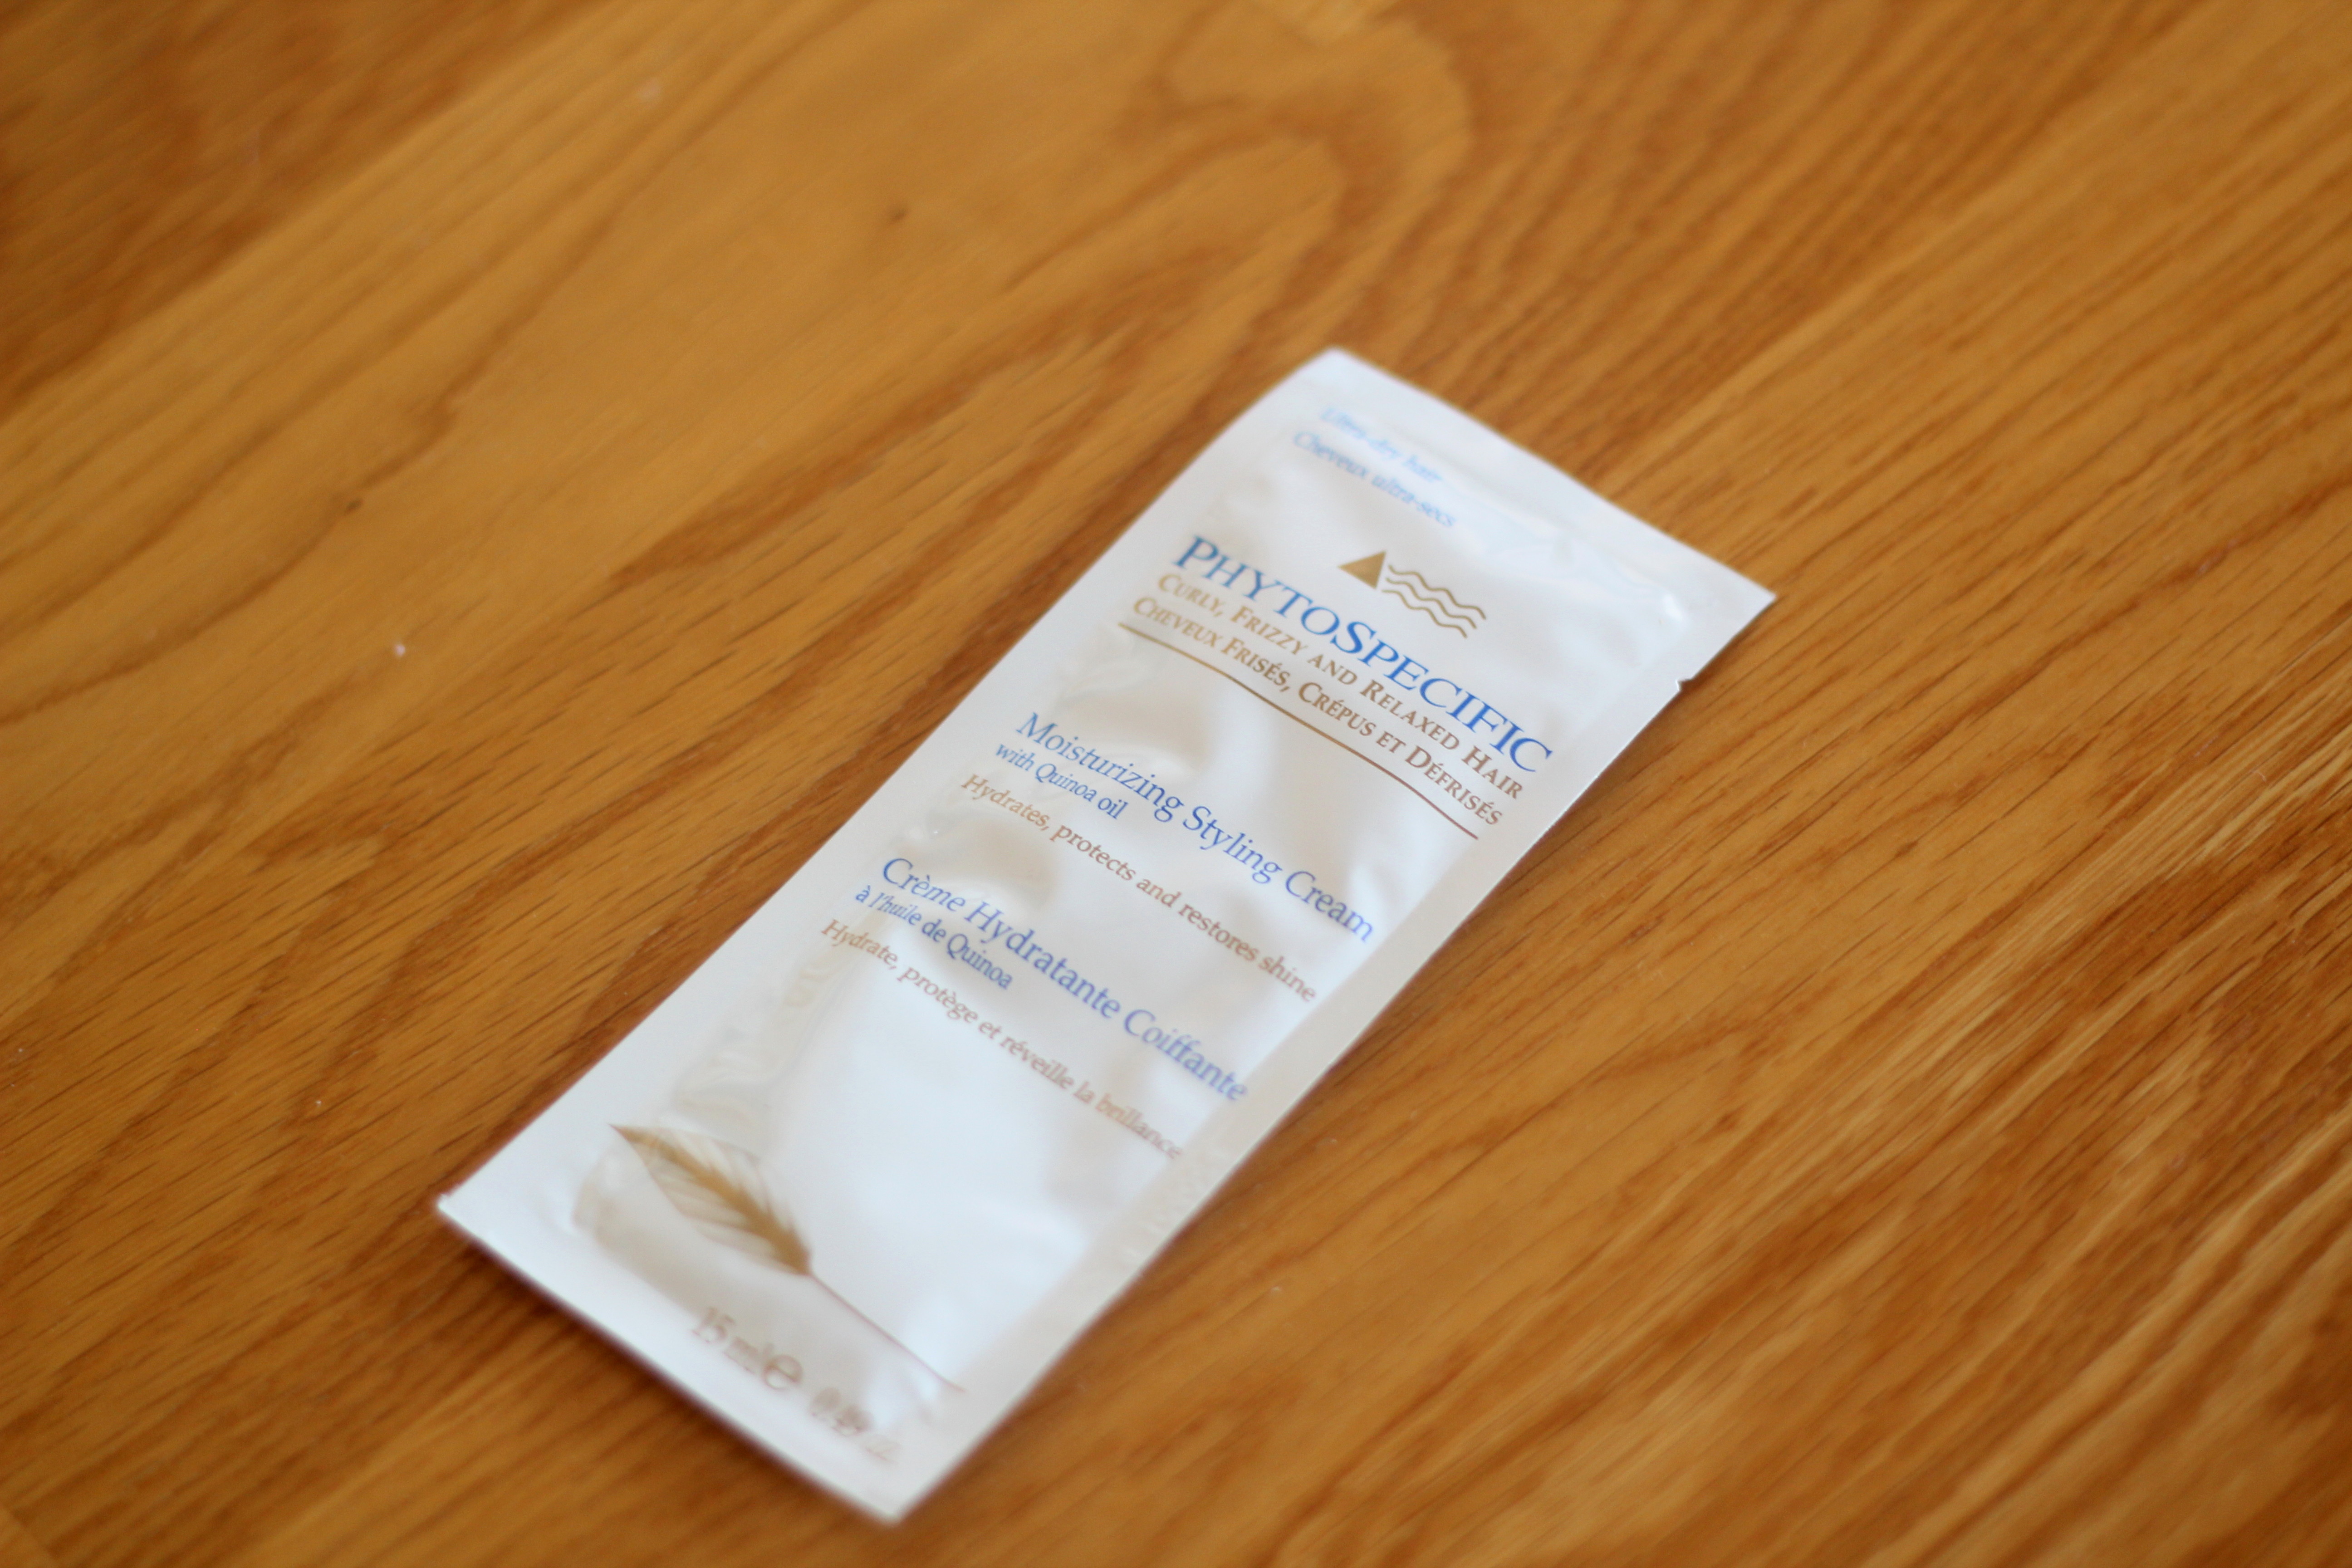 Ultra-dry hair
Cheveux ultra-secs
PHYTOSPECIFIC
CURLY, FRIZZY AND RELAXED HAIR
CHEVEUX FRISÉS, CRÉPUS ET DÉFRISÉS
Moisturizing Styling Cream
with Quinoa oil
Hydrates, protects and restores shine
Crème Hydratante Coiffante
à l'huile de Quinoa
Hydrate, protège et réveille la brillance
15 ml e